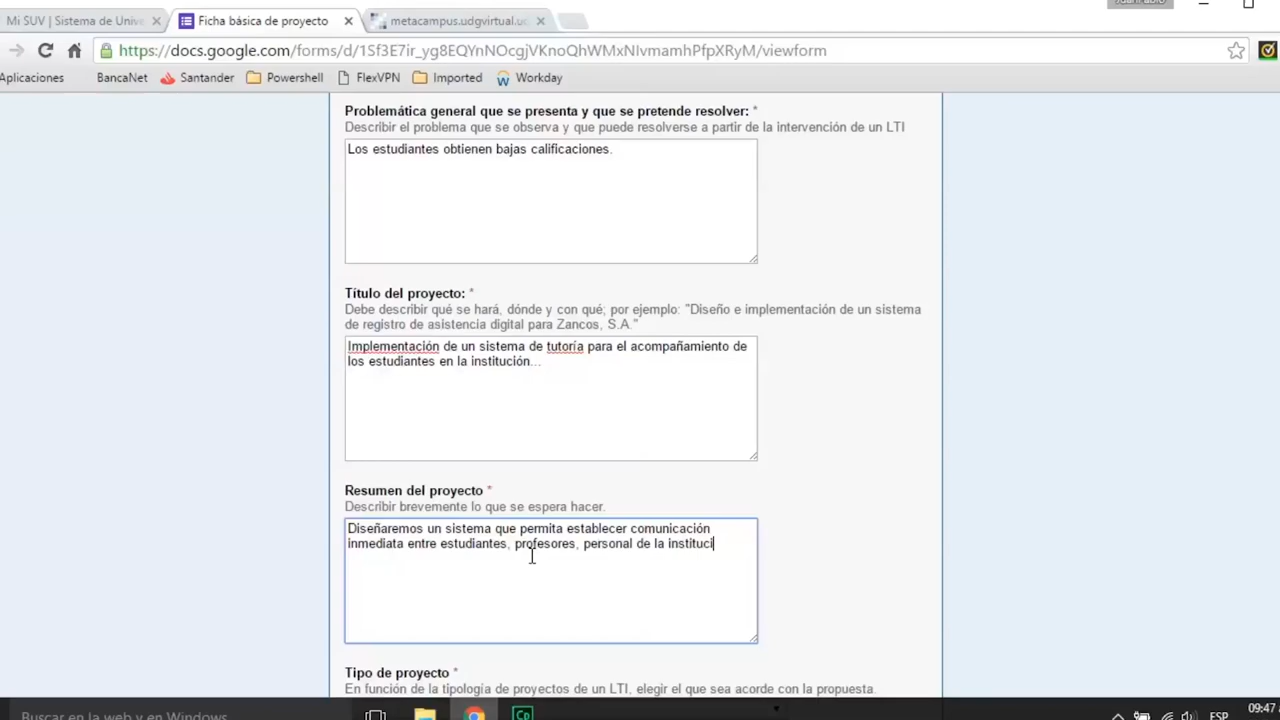 Mi SUV | Sistema de Unive
Ficha básica de proyecto
metacampus.udgvirtual.ud
https://docs.google.com/forms/d/1Sf3E7ir_yg8EQYnNOcgjVKnoQhWMxNIvmamhPfpXRyM/viewform
Aplicaciones
BancaNet
Santander
Powershell
FlexVPN
Imported
Workday
Problemática general que se presenta y que se pretende resolver: *
Describir el problema que se observa y que puede resolverse a partir de la intervención de un LTI
Los estudiantes obtienen bajas calificaciones.
Título del proyecto: *
Debe describir qué se hará, dónde y con qué; por ejemplo: "Diseño e implementación de un sistema
de registro de asistencia digital para Zancos, S.A."
Implementación de un sistema de tutoría para el acompañamiento de
los estudiantes en la institución...
Resumen del proyecto *
Describir brevemente lo que se espera hacer.
Diseñaremos un sistema que permita establecer comunicación
inmediata entre estudiantes, profesores, personal de la instituci
Tipo de proyecto *
En función de la tipología de proyectos de un LTI, elegir el que sea acorde con la propuesta.
Buscar en la web y en Windows
Cp
ESP
09:47